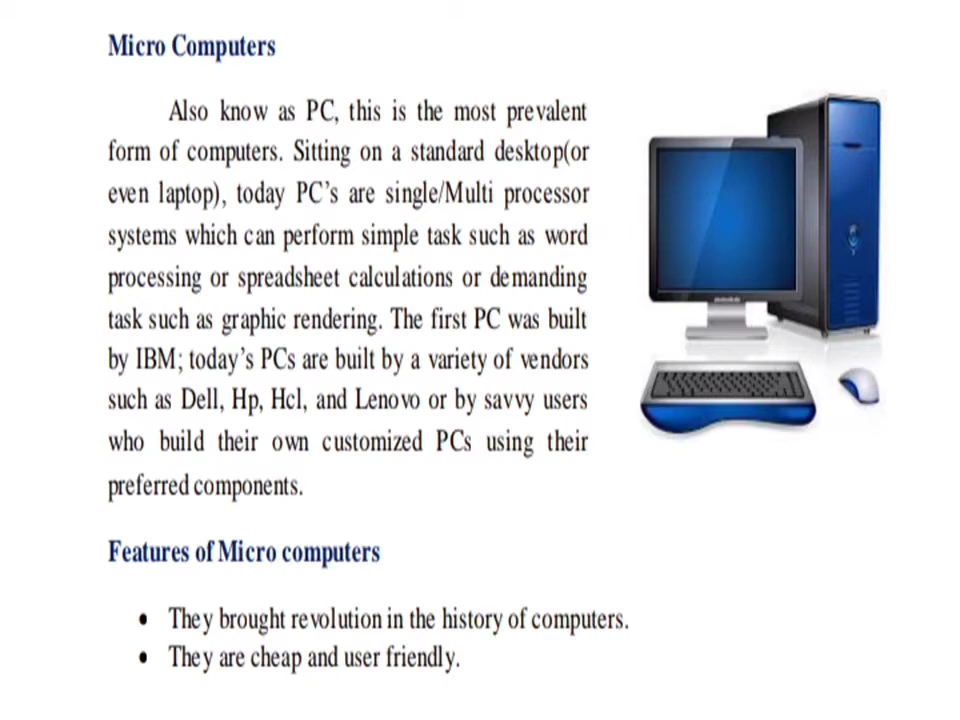 Micro Computers
Also know as PC, this is the most prevalent
form of computers. Sitting on a standard desktop(or
even laptop), today PC’s are single/Multi processor
systems which can perform simple task such as word
processing or spreadsheet calculations or demanding
task such as graphic rendering. The first PC was built
by IBM; today’s PCs are built by a variety of vendors
such as Dell, Hp, Hcl, and Lenovo or by savvy users
who build their own customized PCs using their
preferred components.
Features of Micro computers
• They brought revolution in the history of computers.
• They are cheap and user friendly.